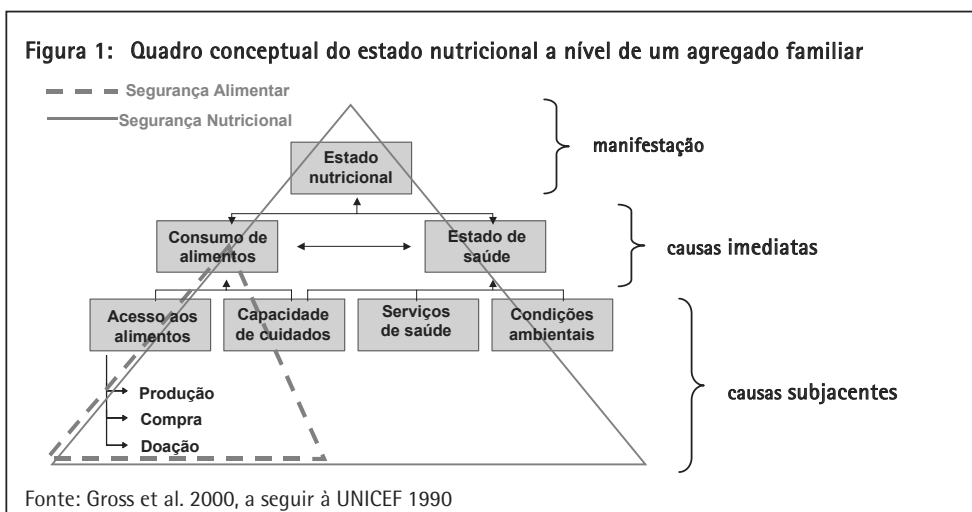 Figura 1: Quadro conceptual do estado nutricional a nível de um agregado familiar
Segurança Alimentar
Segurança Nutricional
manifestação
Estado
nutricional
Consumo de
alimentos
Estado de
saúde
causas imediatas
Acesso aos
alimentos
Capacidade
de cuidados
Serviços
de saúde
Condições
ambientais
Produção
Compra
Doação
causas subjacentes
Fonte: Gross et al. 2000, a seguir à UNICEF 1990